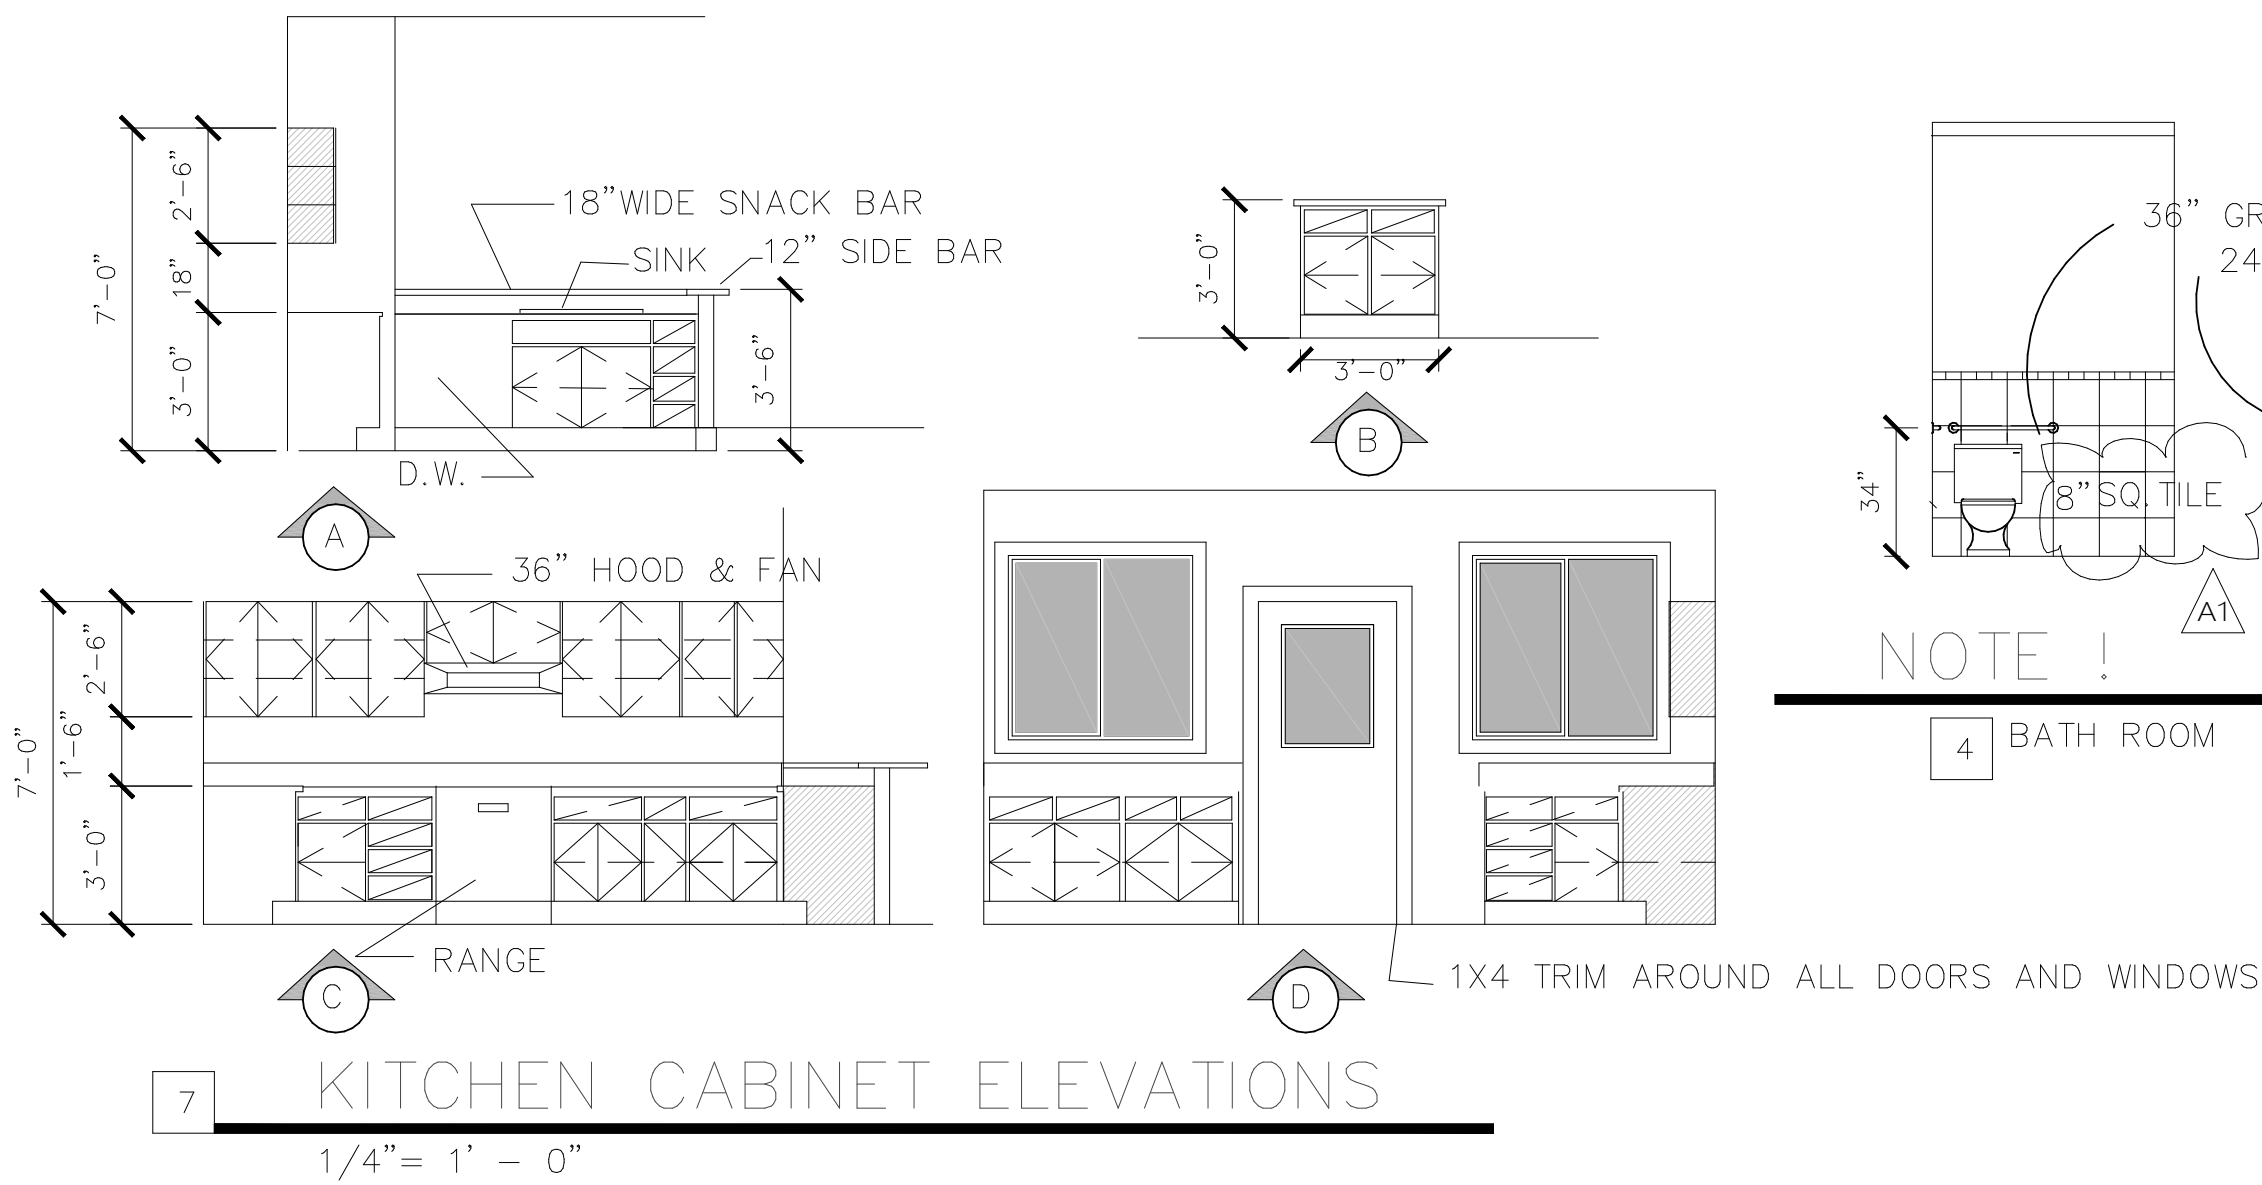 7'-0"
2'-6"
18"
3'-0"
18"WIDE SNACK BAR
SINK
12" SIDE BAR
3'-6"
D.W.
A
3'-0"
3'-0"
B
36" GR
24
34"
8"SQ.TILE
A1
NOTE !
4 BATH ROOM
36" HOOD & FAN
7'-0"
2'-6"
1'-6"
3'-0"
RANGE
C
D
1X4 TRIM AROUND ALL DOORS AND WINDOWS
7 KITCHEN CABINET ELEVATIONS
1/4"= 1' - 0"